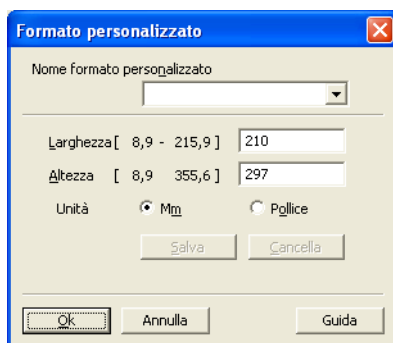 Formato personalizzato
Nome formato personalizzato
Larghezza [ 8,9 - 215,9 ] 210
Altezza [ 8,9 355,6 ] 297
Unità Mm Pollice
Salva Cancella
Ok Annulla Guida